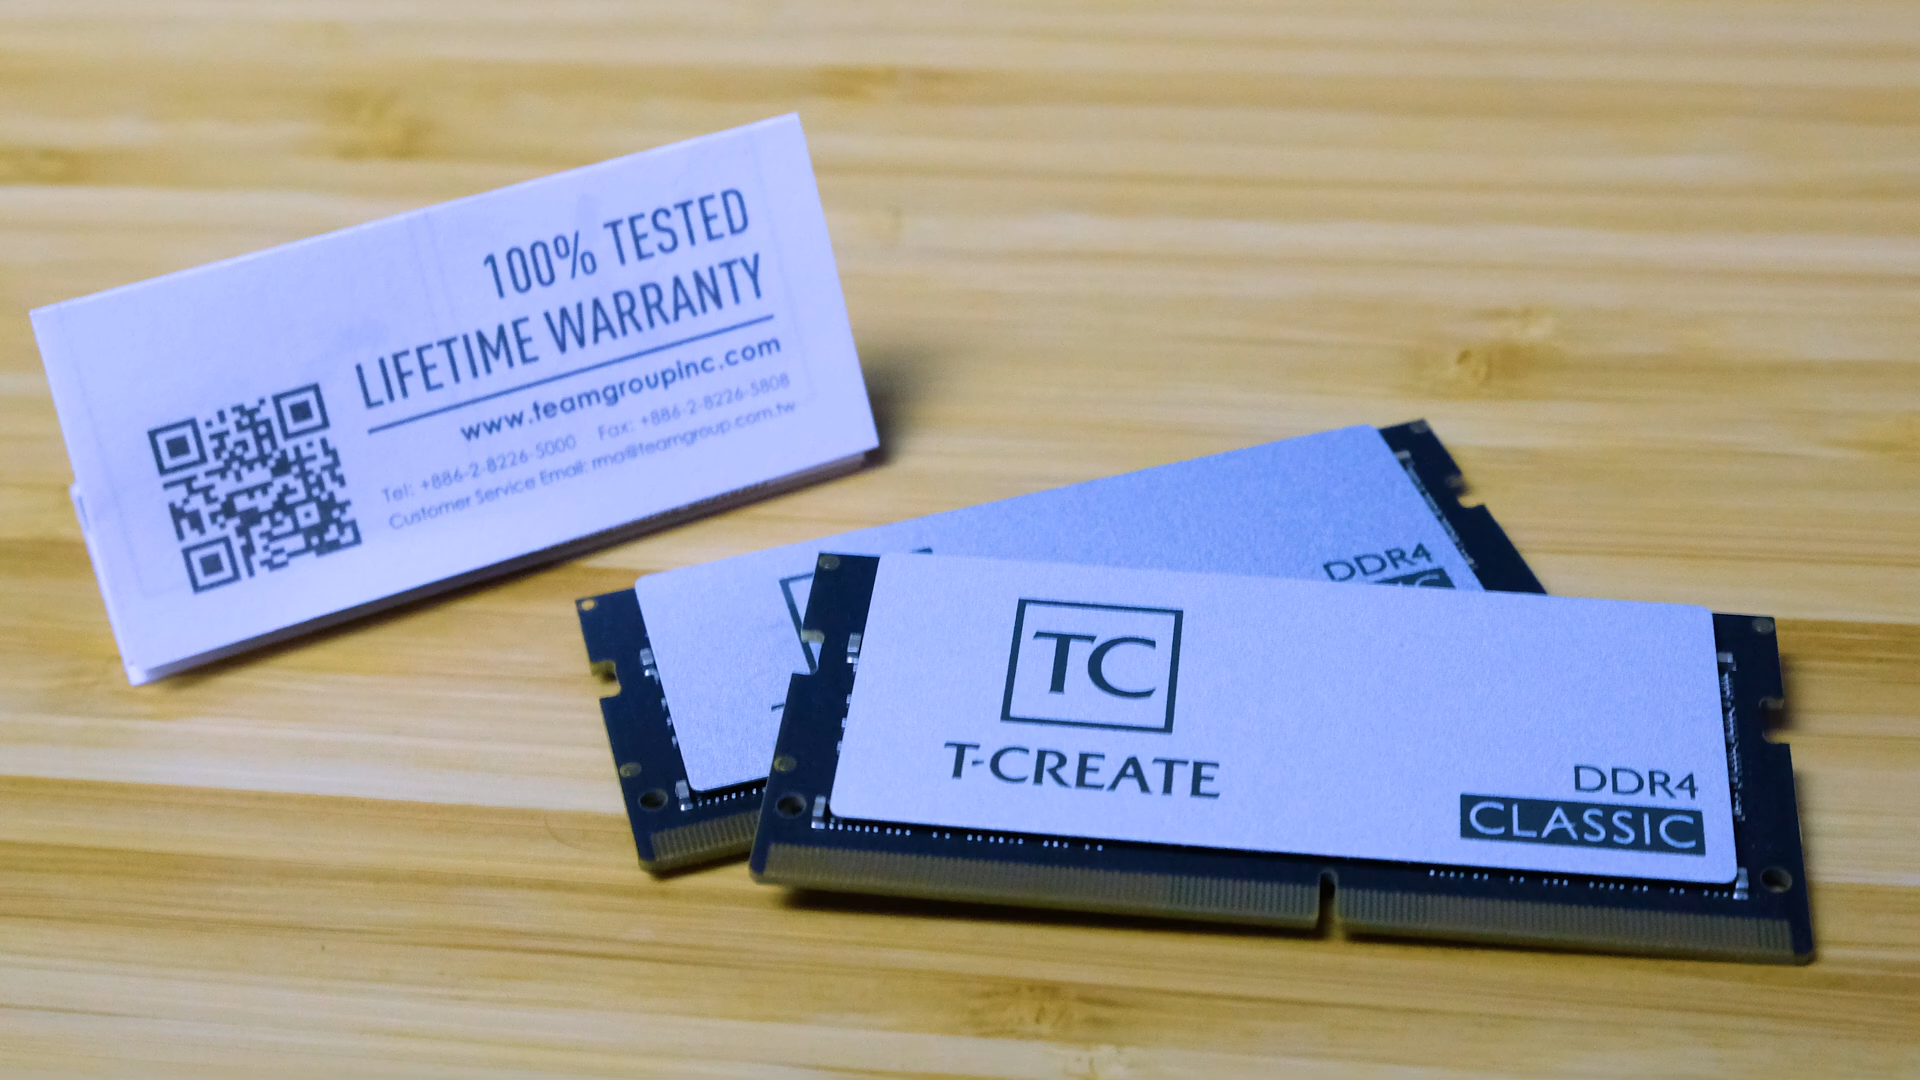 100% TESTED
LIFETIME WARRANTY
www.teamgroupinc.com
Tel: +886-2-8226-5000 Fax: +886-2-8226-5808
Customer Service Email: rma@teamgroup.com.tw
DDR4
TC
T-CREATE
DDR4
CLASSIC